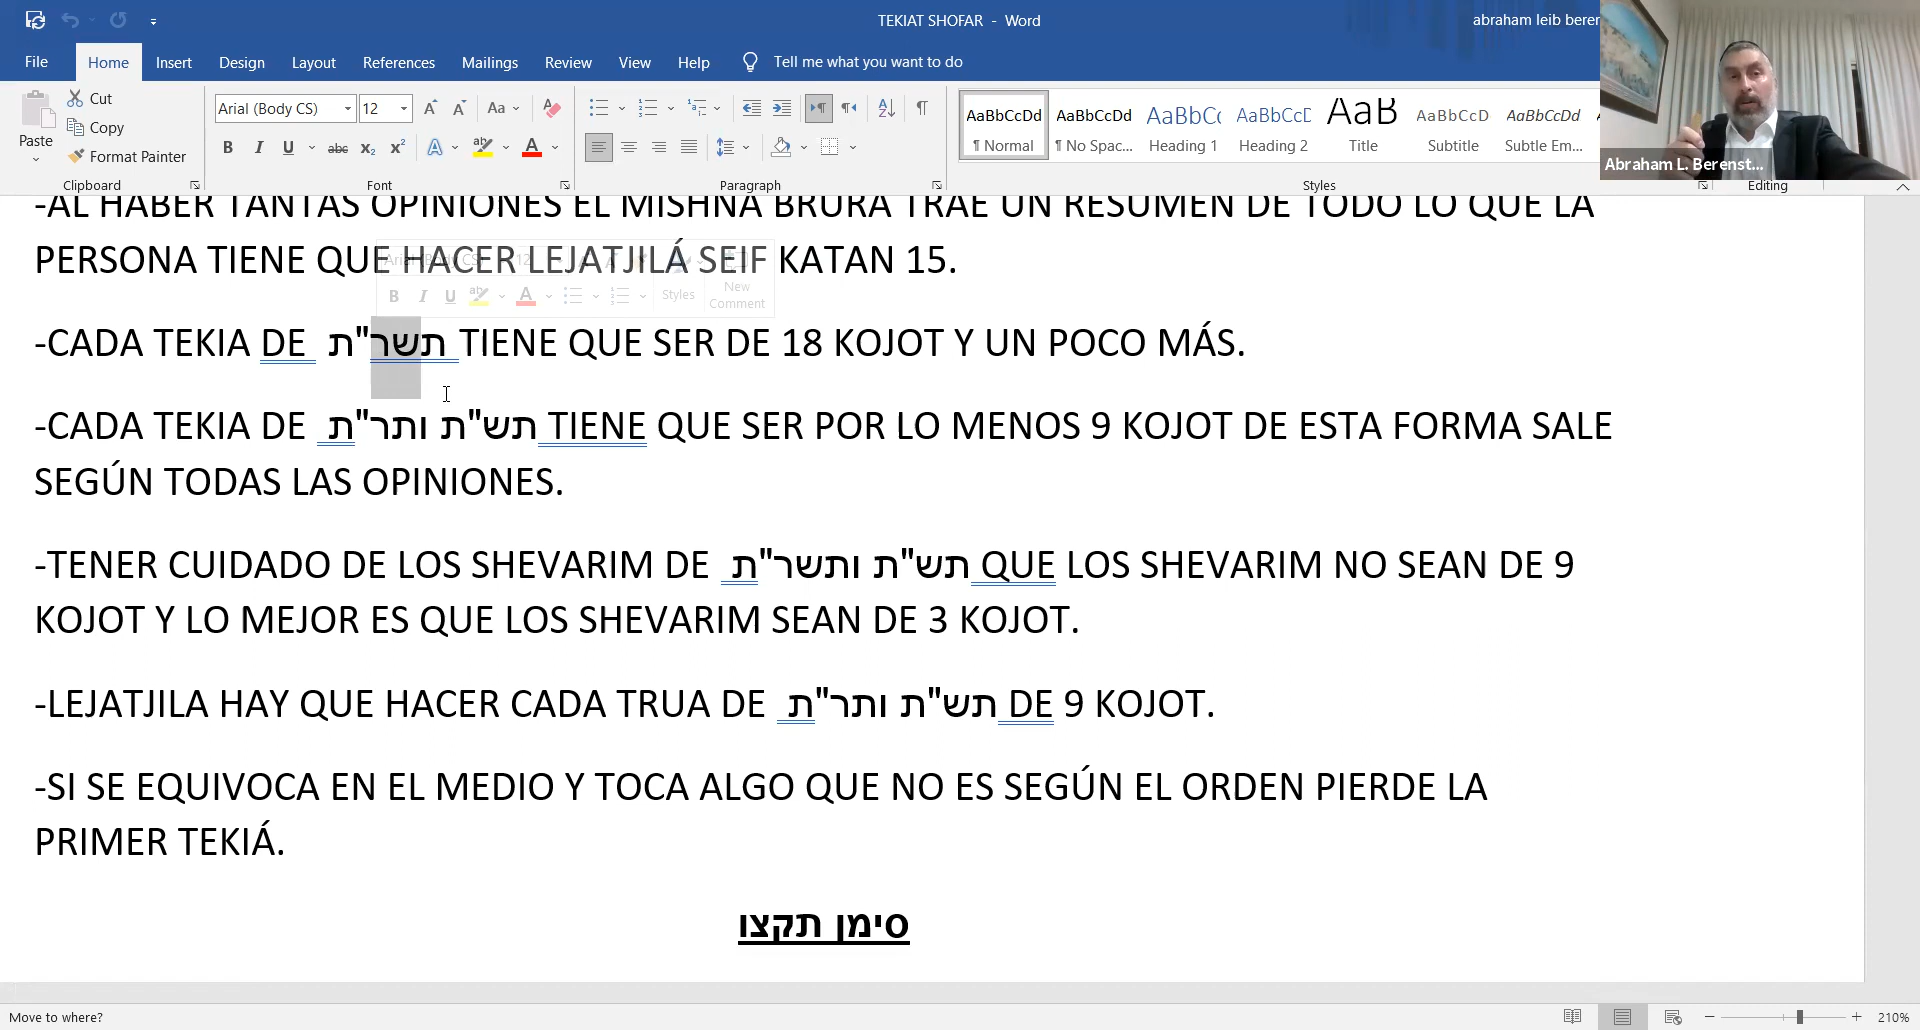 TEKIAT SHOFAR - Word
abraham leib berer
File Home Insert Design Layout References Mailings Review View Help Tell me what you want to do
Cut
Copy
Format Painter
Paste
Arial (Body CS) 12
AaBbCcDd AaBbCcDd AaBbCc AaBbCcD AaB AaBbCcD AaBbCcDd
¶ Normal ¶ No Spac... Heading 1 Heading 2 Title Subtitle Subtle Em...
Clipboard Font Paragraph Styles Editing
Abraham L. Berenst...
-AL HABER TANTAS OPINIONES EL MISHNA BRURA TRAE UN RESUMEN DE TODO LO QUE LA
PERSONA TIENE QUE HACER LEJATJILÁ SEIF KATAN 15.
Styles New Comment
-CADA TEKIA DE תשר"ת TIENE QUE SER DE 18 KOJOT Y UN POCO MÁS.
-CADA TEKIA DE תש"ת ותר"ת TIENE QUE SER POR LO MENOS 9 KOJOT DE ESTA FORMA SALE
SEGÚN TODAS LAS OPINIONES.
-TENER CUIDADO DE LOS SHEVARIM DE תש"ת ותשר"ת QUE LOS SHEVARIM NO SEAN DE 9
KOJOT Y LO MEJOR ES QUE LOS SHEVARIM SEAN DE 3 KOJOT.
-LEJATJILA HAY QUE HACER CADA TRUA DE תש"ת ותר"ת DE 9 KOJOT.
-SI SE EQUIVOCA EN EL MEDIO Y TOCA ALGO QUE NO ES SEGÚN EL ORDEN PIERDE LA
PRIMER TEKIÁ.
סימן תקצו
Move to where?
210%